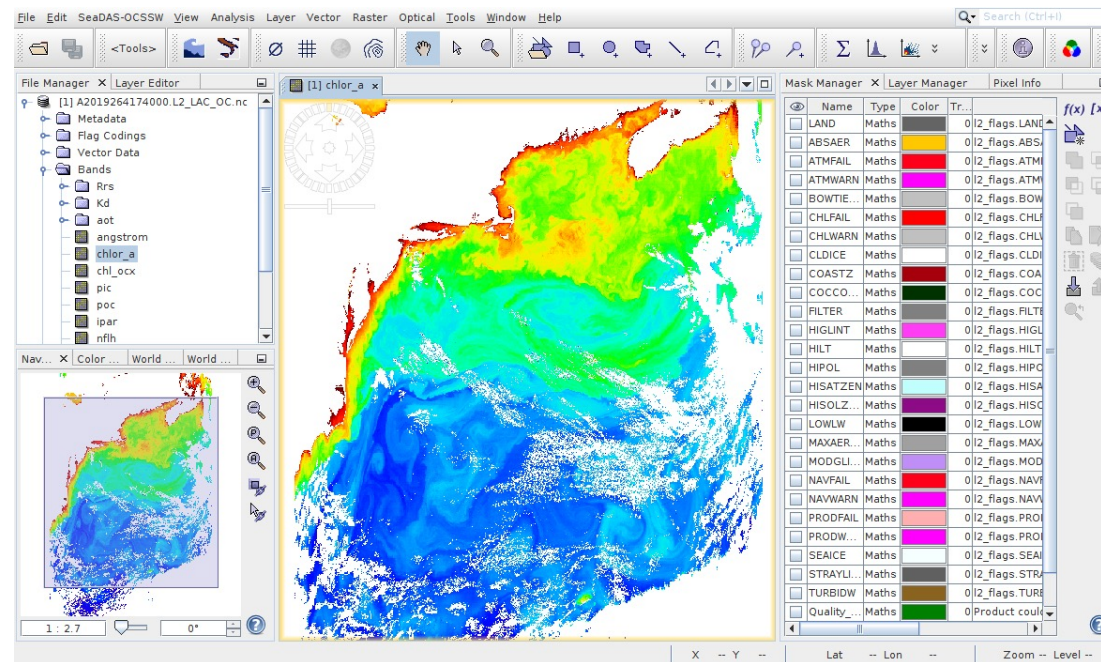 File Edit SeaDAS-OCSSW View Analysis Layer Vector Raster Optical Tools Window Help
Search (Ctrl+I)
<Tools>
File Manager Layer Editor
[1] A2019264174000.L2_LAC_OC.nc
Metadata
Flag Codings
Vector Data
Bands
Rrs
Kd
aot
angstrom
chlor_a
chl_ocx
pic
poc
ipar
nflh
Nav... Color ... World ... World ...
1 : 2.7
0°
[1] chlor_a
Mask Manager Layer Manager Pixel Info
Name Type Color Tr...
LAND Maths 0 l2_flags.LAND
ABSAER Maths 0 l2_flags.ABSA
ATMFAIL Maths 0 l2_flags.ATM
ATMWARN Maths 0 l2_flags.ATM
BOWTIE... Maths 0 l2_flags.BOW
CHLFAIL Maths 0 l2_flags.CHLF
CHLWARN Maths 0 l2_flags.CHL
CLDICE Maths 0 l2_flags.CLDI
COASTZ Maths 0 l2_flags.COA
COCCO... Maths 0 l2_flags.COC
FILTER Maths 0 l2_flags.FILTE
HIGLINT Maths 0 l2_flags.HIGL
HILT Maths 0 l2_flags.HILT
HIPOL Maths 0 l2_flags.HIPO
HISATZEN Maths 0 l2_flags.HISA
HISOLZ... Maths 0 l2_flags.HISO
LOWLW Maths 0 l2_flags.LOW
MAXAER... Maths 0 l2_flags.MAX
MODGLI... Maths 0 l2_flags.MOD
NAVFAIL Maths 0 l2_flags.NAVF
NAVWARN Maths 0 l2_flags.NAV
PRODFAIL Maths 0 l2_flags.PRO
PRODW... Maths 0 l2_flags.PRO
SEAICE Maths 0 l2_flags.SEAI
STRAYLI... Maths 0 l2_flags.STRA
TURBIDW Maths 0 l2_flags.TURB
Quality_... Maths 0 Product could
f(x)
X -- Y -- Lat -- Lon -- Zoom -- Level --